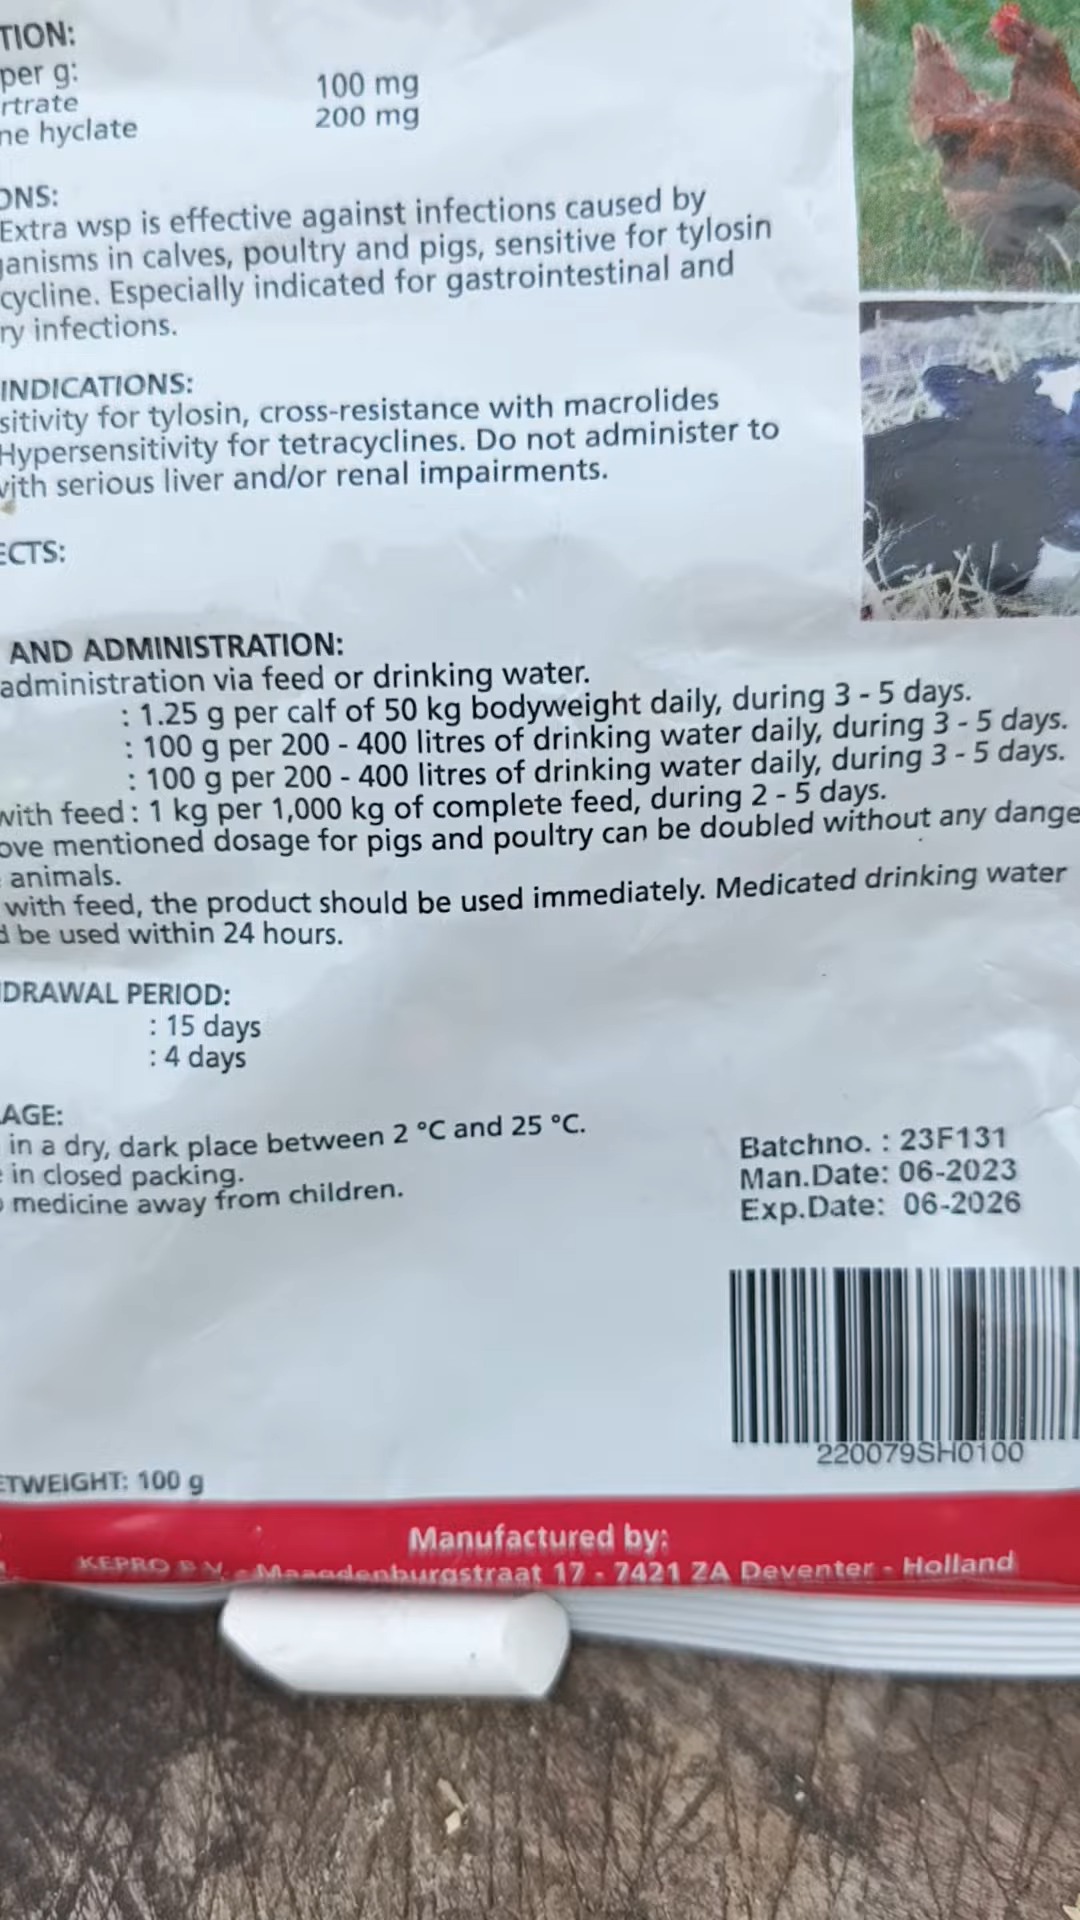 TION:
per g:
rtrate 100 mg
ne hyclate 200 mg
ONS:
Extra wsp is effective against infections caused by
ganisms in calves, poultry and pigs, sensitive for tylosin
cycline. Especially indicated for gastrointestinal and
ry infections.
INDICATIONS:
sitivity for tylosin, cross-resistance with macrolides
Hypersensitivity for tetracyclines. Do not administer to
with serious liver and/or renal impairments.
ECTS:
AND ADMINISTRATION:
administration via feed or drinking water.
: 1.25 g per calf of 50 kg bodyweight daily, during 3 - 5 days.
: 100 g per 200 - 400 litres of drinking water daily, during 3 - 5 days.
: 100 g per 200 - 400 litres of drinking water daily, during 3 - 5 days.
with feed : 1 kg per 1,000 kg of complete feed, during 2 - 5 days.
ove mentioned dosage for pigs and poultry can be doubled without any dange
animals.
with feed, the product should be used immediately. Medicated drinking water
d be used within 24 hours.
DRAWAL PERIOD:
: 15 days
: 4 days
AGE:
in a dry, dark place between 2 °C and 25 °C.
in closed packing.
medicine away from children.
Batchno. : 23F131
Man.Date: 06-2023
Exp.Date: 06-2026
220079SH0100
ETWEIGHT: 100 g
Manufactured by:
KEPRO B.V. - Maagdenburgstraat 17 - 7421 ZA Deventer - Holland